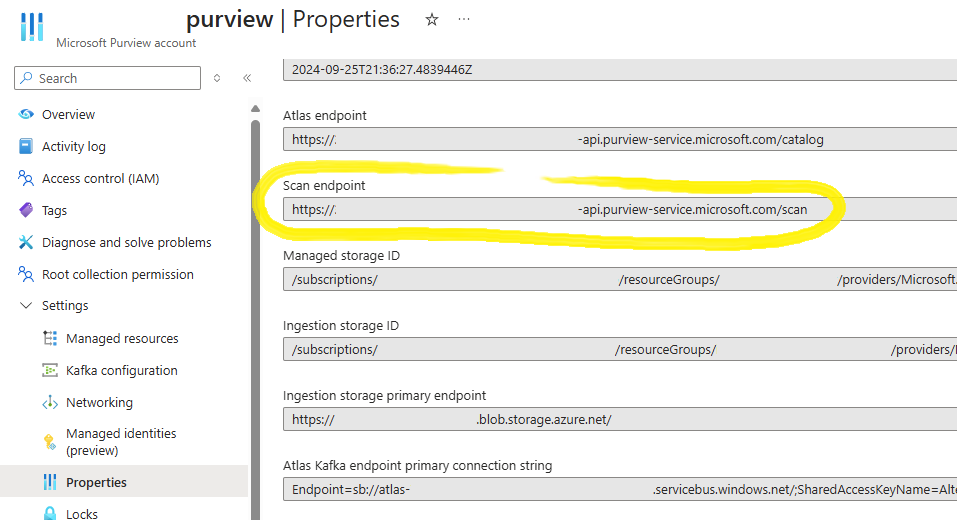 purview | Properties
Microsoft Purview account
Search
Overview
Activity log
Access control (IAM)
Tags
Diagnose and solve problems
Root collection permission
Settings
Managed resources
Kafka configuration
Networking
Managed identities
(preview)
Properties
Locks
2024-09-25T21:36:27.4839446Z
Atlas endpoint
https:// -api.purview-service.microsoft.com/catalog
Scan endpoint
https:// -api.purview-service.microsoft.com/scan
Managed storage ID
/subscriptions/ /resourceGroups/ /providers/Microsoft.
Ingestion storage ID
/subscriptions/ /resourceGroups/ /providers/
Ingestion storage primary endpoint
https:// .blob.storage.azure.net/
Atlas Kafka endpoint primary connection string
Endpoint=sb://atlas- .servicebus.windows.net/;SharedAccessKeyName=Alte